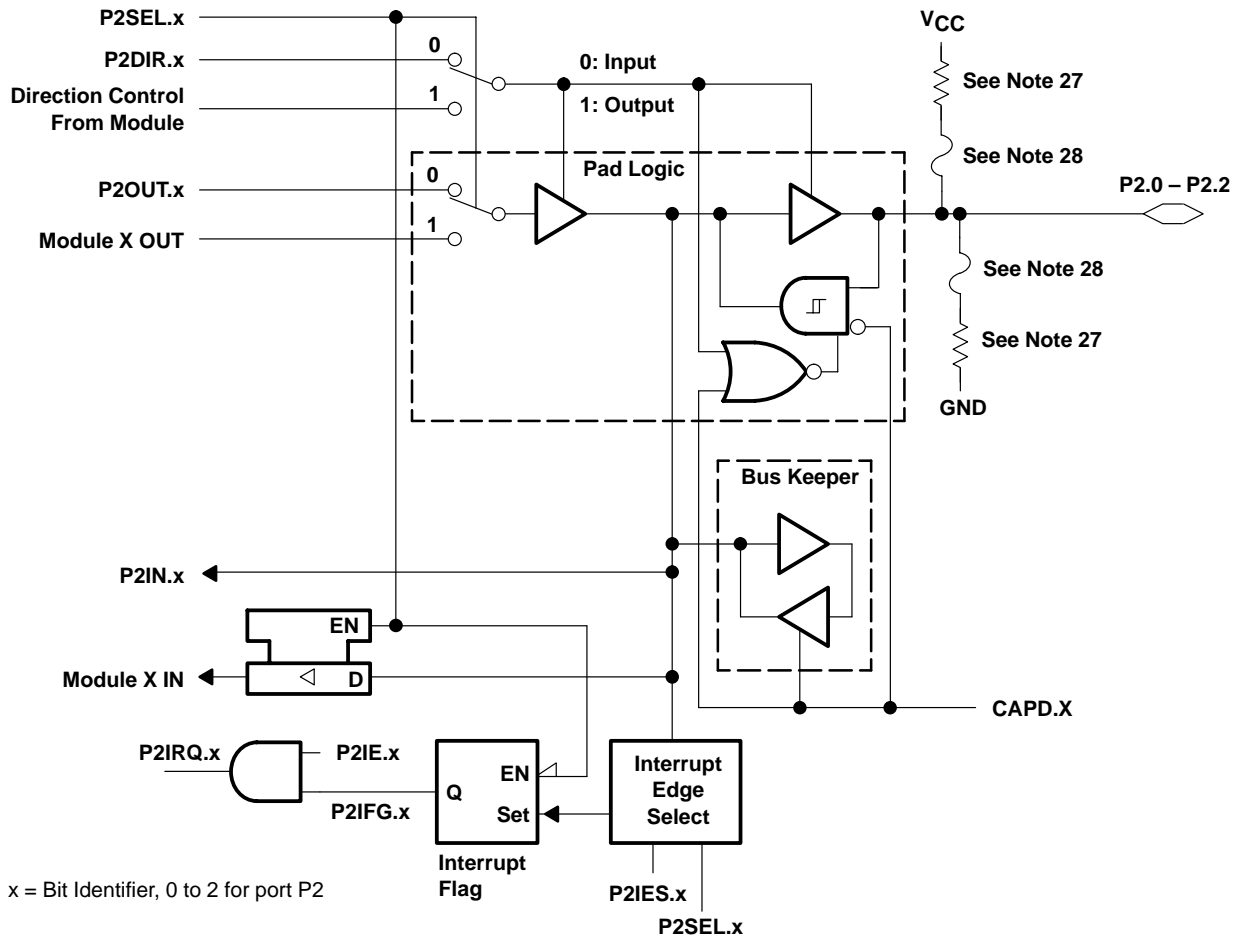 P2SEL.x
P2DIR.x
Direction Control
From Module
0
1
0: Input
1: Output
Pad Logic
P2OUT.x
Module X OUT
0
1
VCC
See Note 27
See Note 28
P2.0 – P2.2
See Note 28
See Note 27
GND
Bus Keeper
P2IN.x
EN
Module X IN
D
CAPD.X
P2IRQ.x
P2IE.x
P2IFG.x
Q
EN
Set
Interrupt
Flag
Interrupt
Edge
Select
P2IES.x
P2SEL.x
x = Bit Identifier, 0 to 2 for port P2